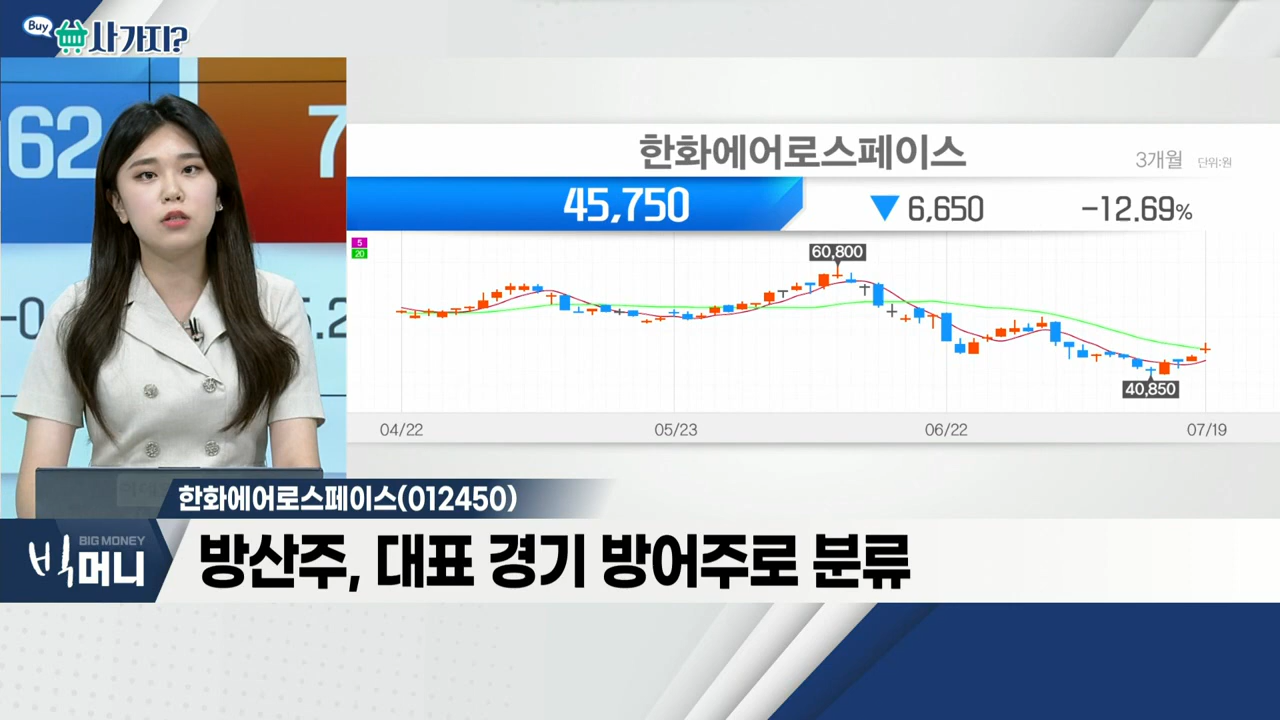 Buy
사가지?
62
7
-0
5.2
한화에어로스페이스
3개월 단위:원
45,750 ▼ 6,650 -12.69%
5
20
60,800
40,850
04/22 05/23 06/22 07/19
한화에어로스페이스(012450)
BIG MONEY
빅머니
방산주, 대표 경기 방어주로 분류